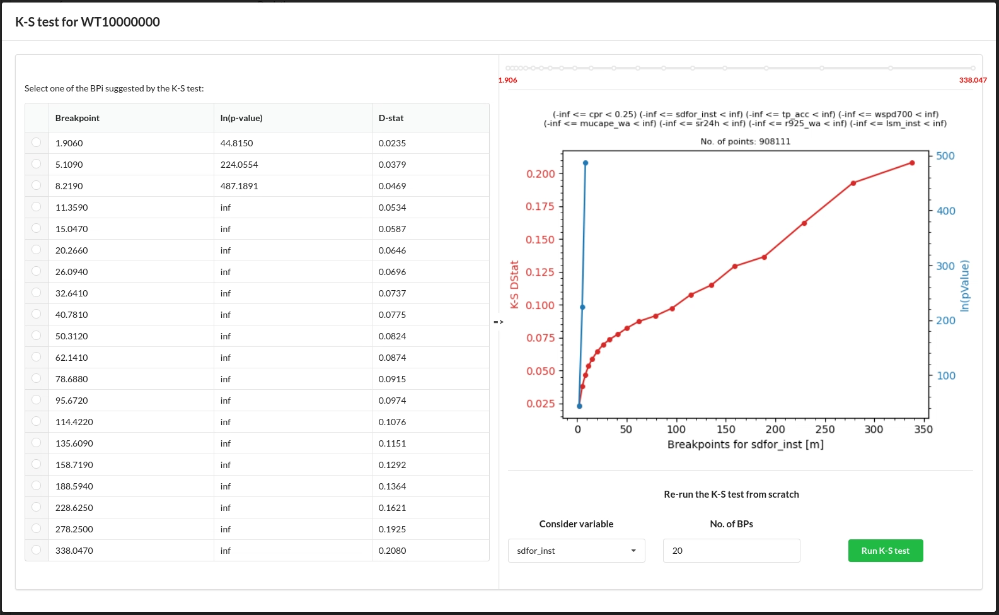 K-S test for WT10000000
Select one of the BPi suggested by the K-S test:
Breakpoint ln(p-value) D-stat
1.9060 44.8150 0.0235
5.1090 224.0554 0.0379
8.2190 487.1891 0.0469
11.3590 inf 0.0534
15.0470 inf 0.0587
20.2660 inf 0.0646
26.0940 inf 0.0696
32.6410 inf 0.0737
40.7810 inf 0.0775
50.3120 inf 0.0824
62.1410 inf 0.0874
78.6880 inf 0.0915
95.6720 inf 0.0974
114.4220 inf 0.1076
135.6090 inf 0.1151
158.7190 inf 0.1292
188.5940 inf 0.1364
228.6250 inf 0.1621
278.2500 inf 0.1925
338.0470 inf 0.2080
=>
1.906 338.047
(-inf <= cpr < 0.25) (-inf <= sdfor_inst < inf) (-inf <= tp_acc < inf) (-inf <= wspd700 < inf)
(-inf <= mucape_wa < inf) (-inf <= sr24h < inf) (-inf <= r925_wa < inf) (-inf <= lsm_inst < inf)
No. of points: 908111
K-S DStat
0.200
0.175
0.150
0.125
0.100
0.075
0.050
0.025
500
400
300
200
100
ln(pValue)
0 50 100 150 200 250 300 350
Breakpoints for sdfor_inst [m]
Re-run the K-S test from scratch
Consider variable No. of BPs
sdfor_inst 20 Run K-S test